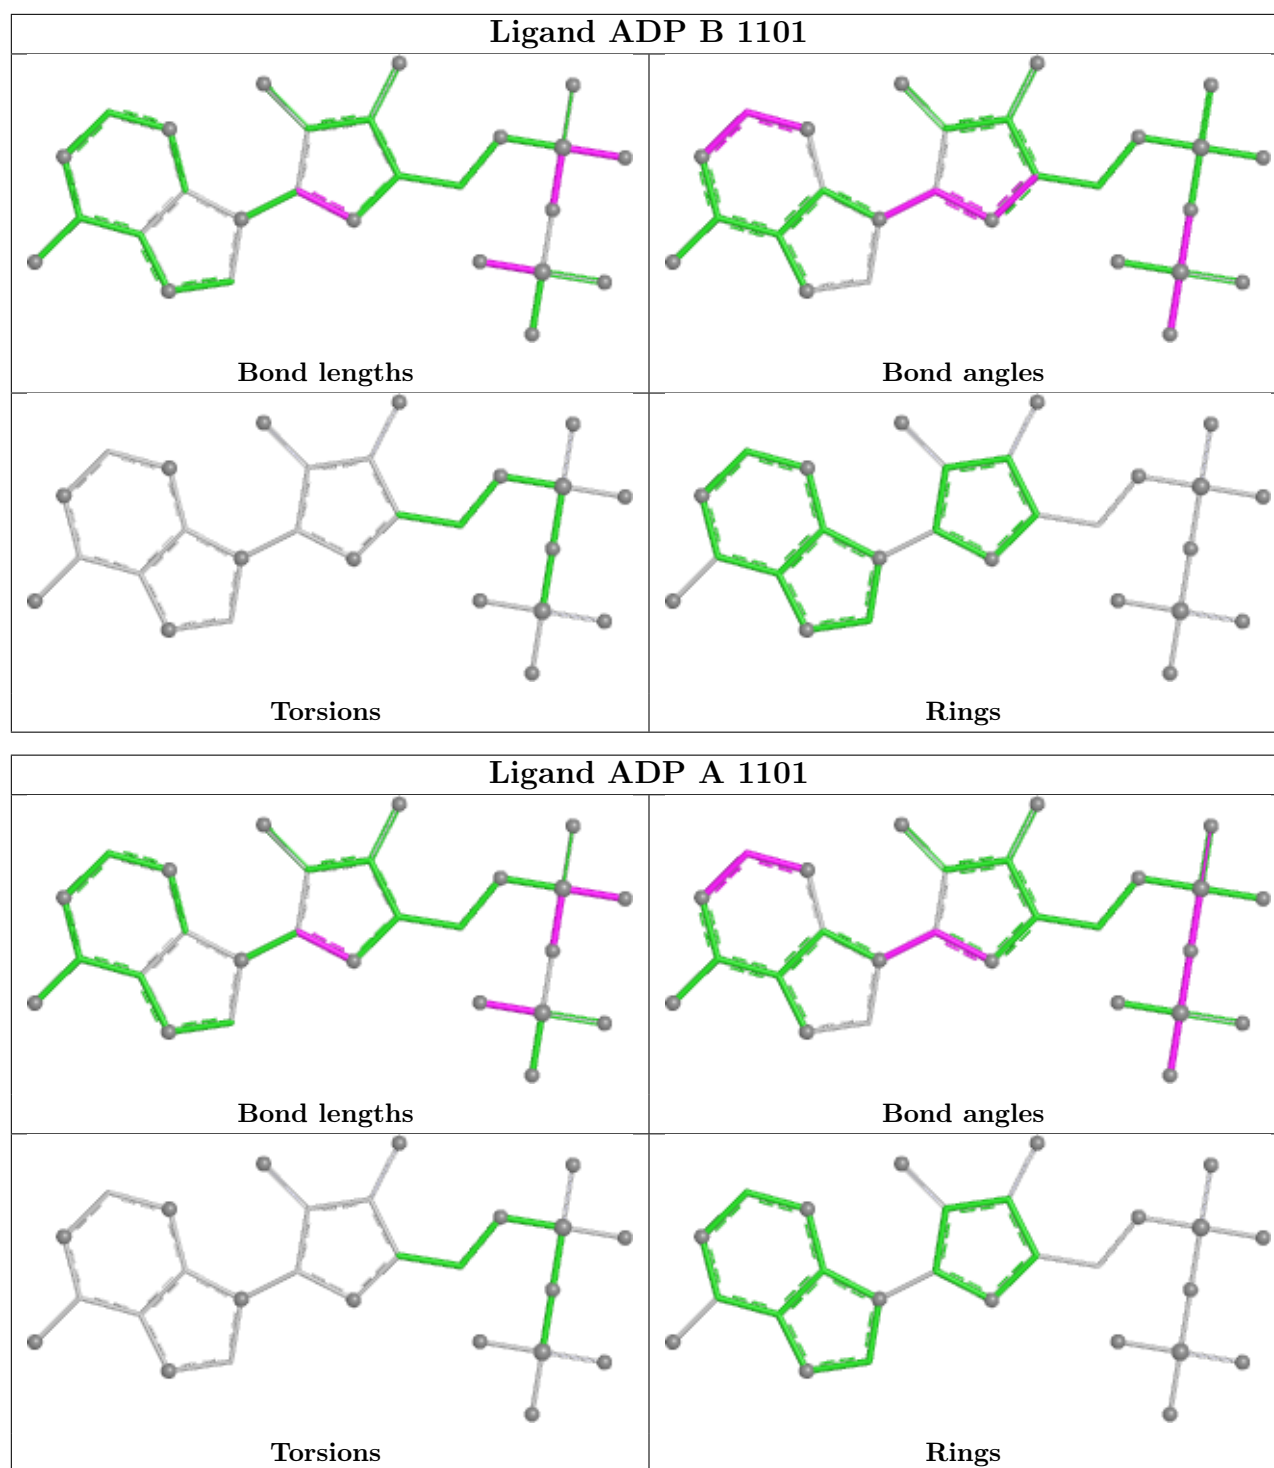 Ligand ADP B 1101
Bond lengths
Bond angles
Torsions
Rings
Ligand ADP A 1101
Bond lengths
Bond angles
Torsions
Rings